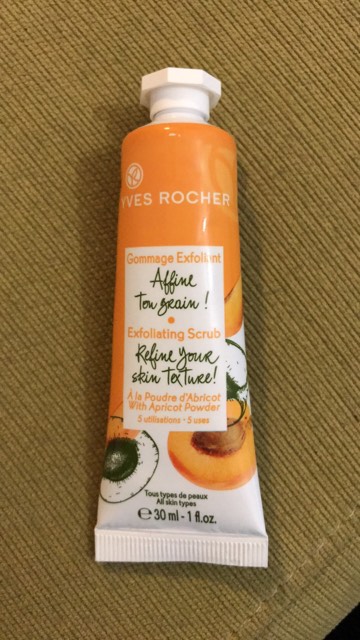 YVES ROCHER
Gommage Exfoliant
Affine
Ton grain !
Exfoliating Scrub
Refine your
skin texture!
À la Poudre d'Abricot
With Apricot Powder
5 utilisations - 5 uses
Tous types de peaux
All skin types
℮ 30 ml - 1 fl.oz.